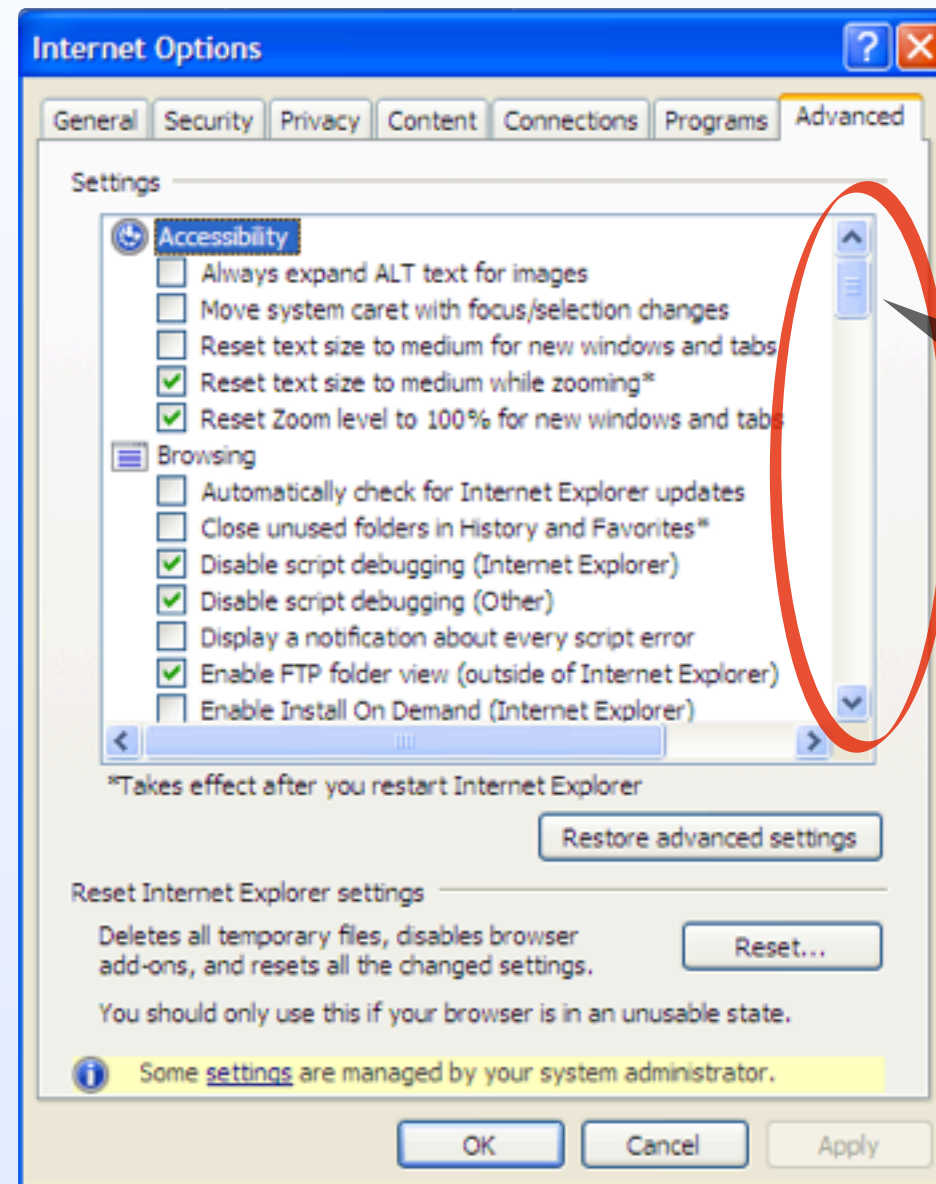 Internet Options
General Security Privacy Content Connections Programs Advanced
Settings
Accessibility
Always expand ALT text for images
Move system caret with focus/selection changes
Reset text size to medium for new windows and tabs
Reset text size to medium while zooming*
Reset Zoom level to 100% for new windows and tabs
Browsing
Automatically check for Internet Explorer updates
Close unused folders in History and Favorites*
Disable script debugging (Internet Explorer)
Disable script debugging (Other)
Display a notification about every script error
Enable FTP folder view (outside of Internet Explorer)
Enable Install On Demand (Internet Explorer)
*Takes effect after you restart Internet Explorer
Restore advanced settings
Reset Internet Explorer settings
Deletes all temporary files, disables browser
add-ons, and resets all the changed settings.
Reset...
You should only use this if your browser is in an unusable state.
Some settings are managed by your system administrator.
OK Cancel Apply